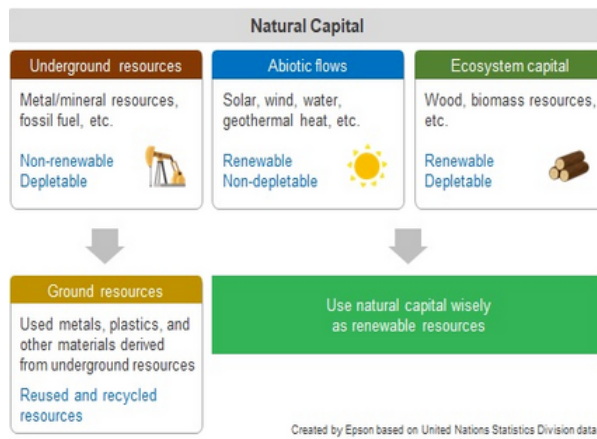 Natural Capital
Underground resources
Metal/mineral resources,
fossil fuel, etc.
Non-renewable
Depletable
Abiotic flows
Solar, wind, water,
geothermal heat, etc.
Renewable
Non-depletable
Ecosystem capital
Wood, biomass resources,
etc.
Renewable
Depletable
Ground resources
Used metals, plastics, and
other materials derived
from underground resources
Reused and recycled
resources
Use natural capital wisely
as renewable resources
Created by Epson based on United Nations Statistics Division data